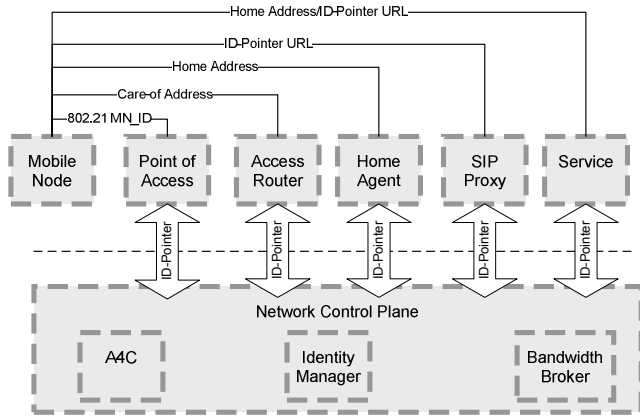 Home Address/ID-Pointer URL
ID-Pointer URL
Home Address
Care-of Address
802.21 MN_ID
Mobile
Node
Point of
Access
Access
Router
Home
Agent
SIP
Proxy
Service
ID-Pointer
ID-Pointer
ID-Pointer
ID-Pointer
ID-Pointer
Network Control Plane
A4C
Identity
Manager
Bandwidth
Broker